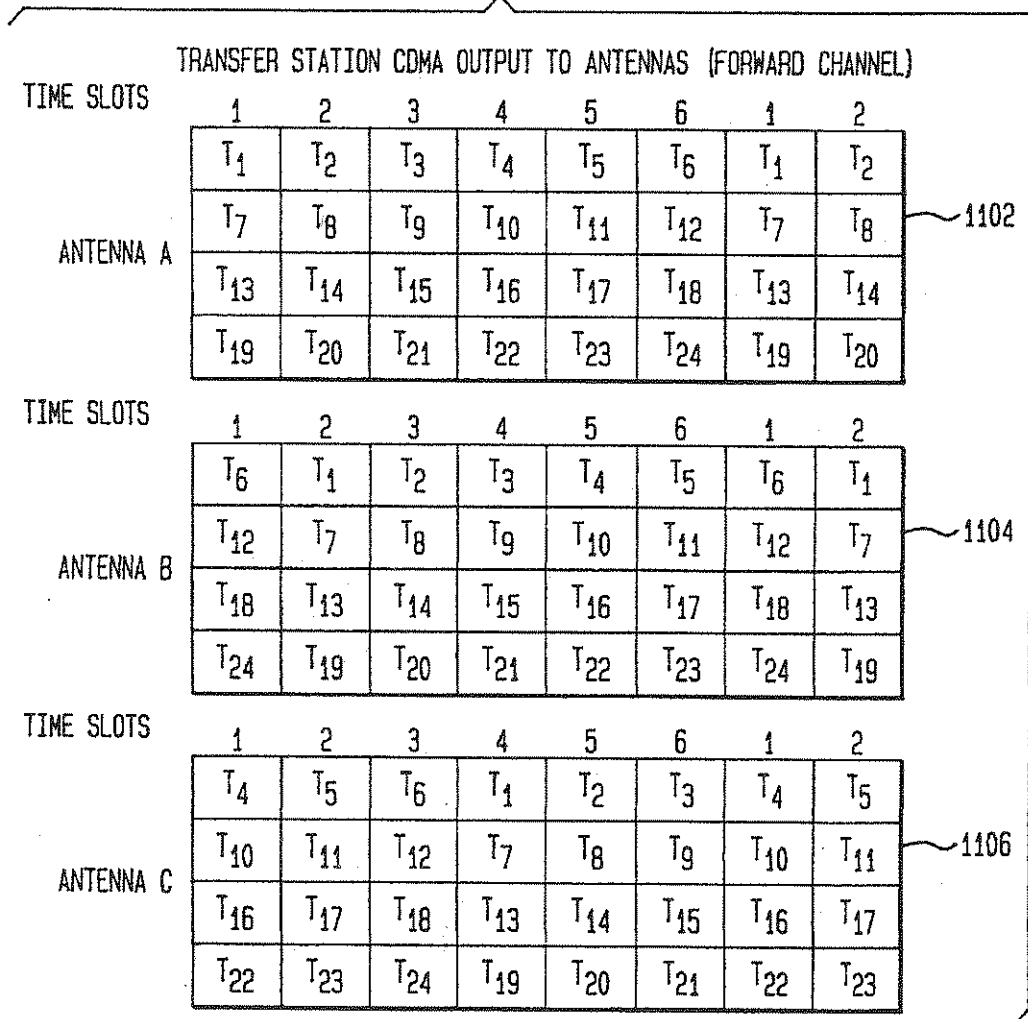 TRANSFER STATION CDMA OUTPUT TO ANTENNAS (FORWARD CHANNEL)
TIME SLOTS
1 2 3 4 5 6 1 2
T1 T2 T3 T4 T5 T6 T1 T2
T7 T8 T9 T10 T11 T12 T7 T8
1102
ANTENNA A
T13 T14 T15 T16 T17 T18 T13 T14
T19 T20 T21 T22 T23 T24 T19 T20
TIME SLOTS
1 2 3 4 5 6 1 2
T6 T1 T2 T3 T4 T5 T6 T1
T12 T7 T8 T9 T10 T11 T12 T7
1104
ANTENNA B
T18 T13 T14 T15 T16 T17 T18 T13
T24 T19 T20 T21 T22 T23 T24 T19
TIME SLOTS
1 2 3 4 5 6 1 2
T4 T5 T6 T1 T2 T3 T4 T5
T10 T11 T12 T7 T8 T9 T10 T11
1106
ANTENNA C
T16 T17 T18 T13 T14 T15 T16 T17
T22 T23 T24 T19 T20 T21 T22 T23